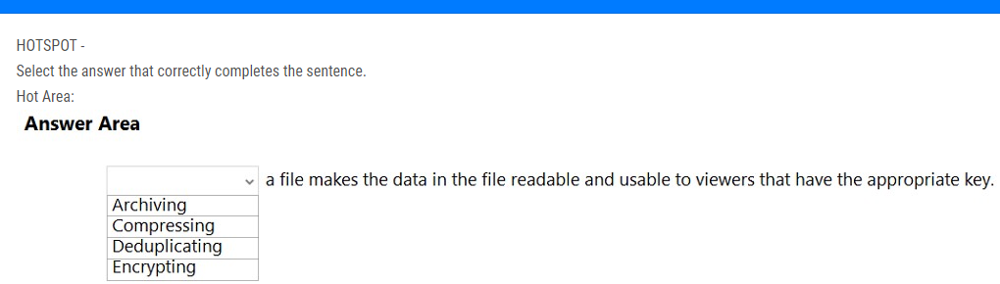 HOTSPOT -
Select the answer that correctly completes the sentence.
Hot Area:
Answer Area
a file makes the data in the file readable and usable to viewers that have the appropriate key.
Archiving
Compressing
Deduplicating
Encrypting